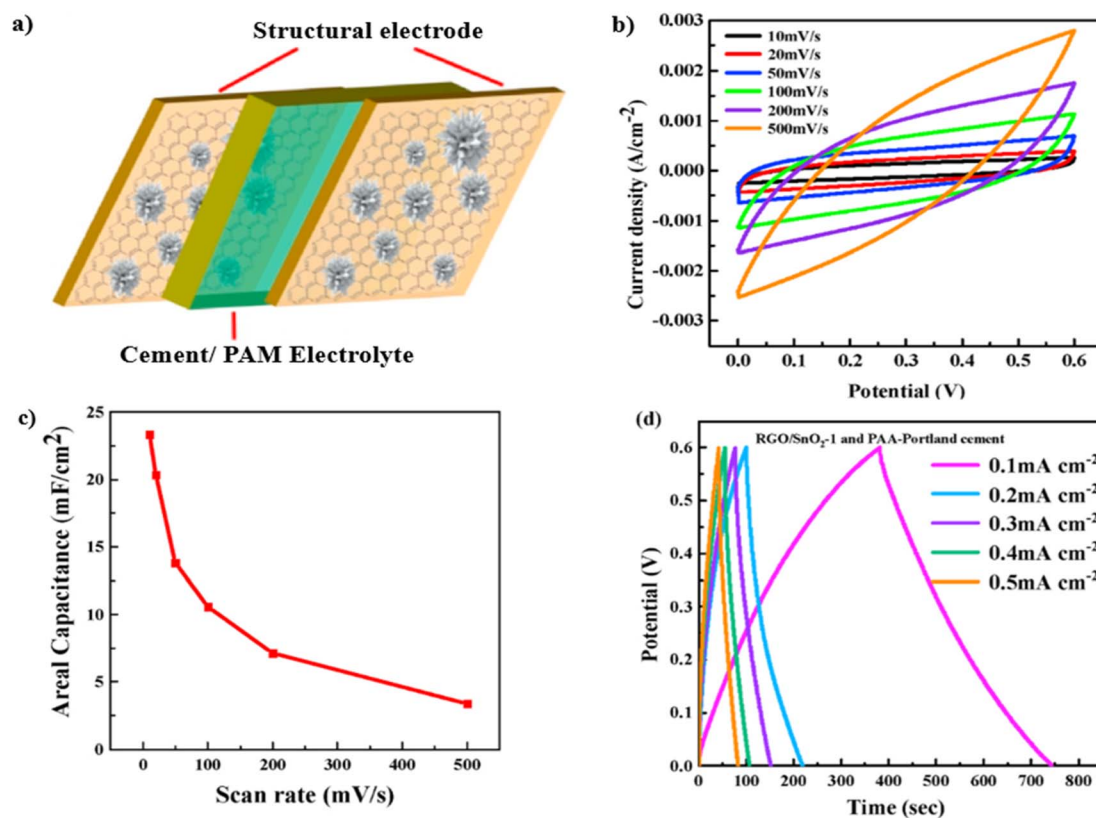 a)
Structural electrode
Cement/ PAM Electrolyte
b)
10mV/s
20mV/s
50mV/s
100mV/s
200mV/s
500mV/s
Current density (A/cm⁻²)
0.003
0.002
0.001
0.000
-0.001
-0.002
-0.003
0.0 0.1 0.2 0.3 0.4 0.5 0.6
Potential (V)
c)
Areal Capacitance (mF/cm²)
25
20
15
10
5
0
0 100 200 300 400 500
Scan rate (mV/s)
(d)
RGO/SnO₂-1 and PAA-Portland cement
0.1mA cm⁻²
0.2mA cm⁻²
0.3mA cm⁻²
0.4mA cm⁻²
0.5mA cm⁻²
Potential (V)
0.6
0.5
0.4
0.3
0.2
0.1
0.0
0 100 200 300 400 500 600 700 800
Time (sec)